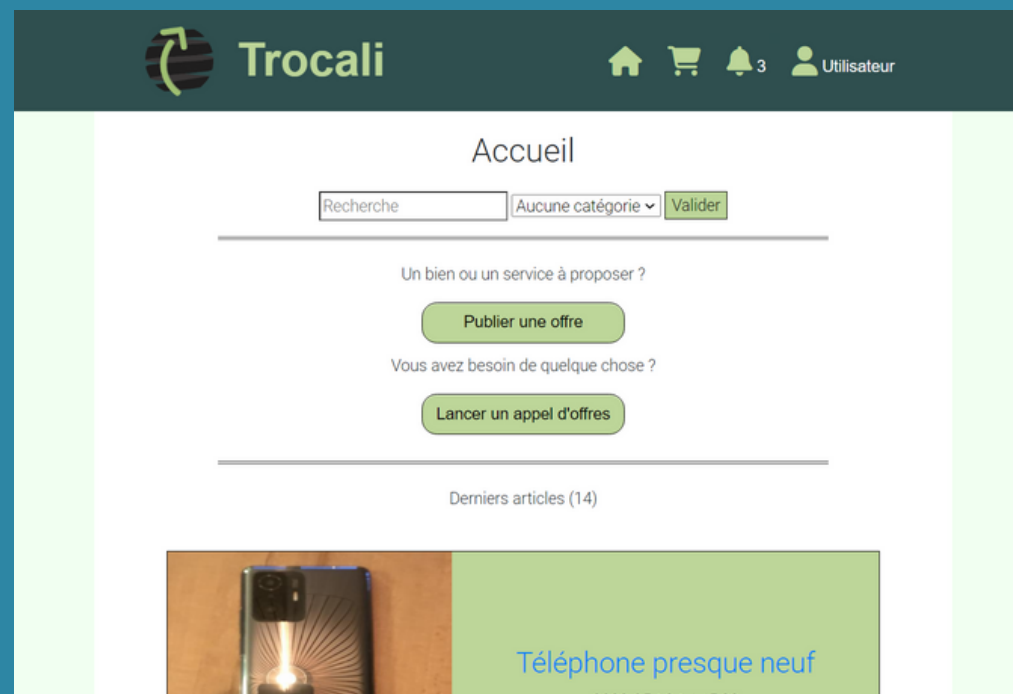 Trocali
3
Utilisateur
Accueil
Recherche
Aucune catégorie
Valider
Un bien ou un service à proposer ?
Publier une offre
Vous avez besoin de quelque chose ?
Lancer un appel d'offres
Derniers articles (14)
Téléphone presque neuf